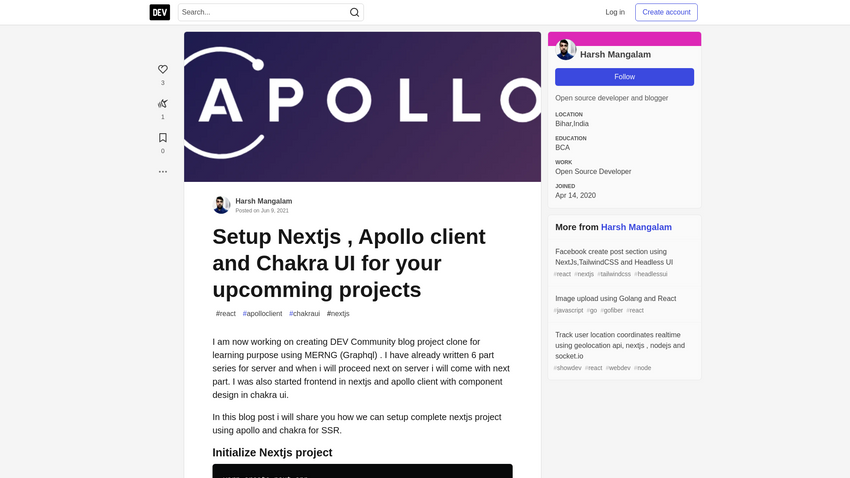 DEV
Search...
Log in
Create account
APOLLO
Harsh Mangalam
Follow
Open source developer and blogger
LOCATION
Bihar,India
EDUCATION
BCA
WORK
Open Source Developer
JOINED
Apr 14, 2020
3
1
0
Harsh Mangalam
Posted on Jun 9, 2021
Setup Nextjs , Apollo client
and Chakra UI for your
upcomming projects
#react #apolloclient #chakraui #nextjs
I am now working on creating DEV Community blog project clone for
learning purpose using MERNG (Graphql) . I have already written 6 part
series for server and when i will proceed next on server i will come with next
part. I was also started frontend in nextjs and apollo client with component
design in chakra ui.
In this blog post i will share you how we can setup complete nextjs project
using apollo and chakra for SSR.
Initialize Nextjs project
More from Harsh Mangalam
Facebook create post section using
NextJs,TailwindCSS and Headless UI
#react #nextjs #tailwindcss #headlessui
Image upload using Golang and React
#javascript #go #gofiber #react
Track user location coordinates realtime
using geolocation api, nextjs , nodejs and
socket.io
#showdev #react #webdev #node